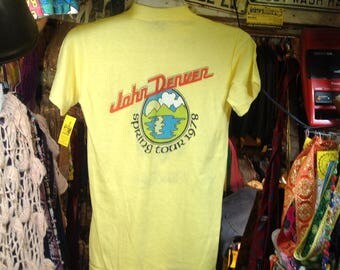 John Denver
spring tour 1978